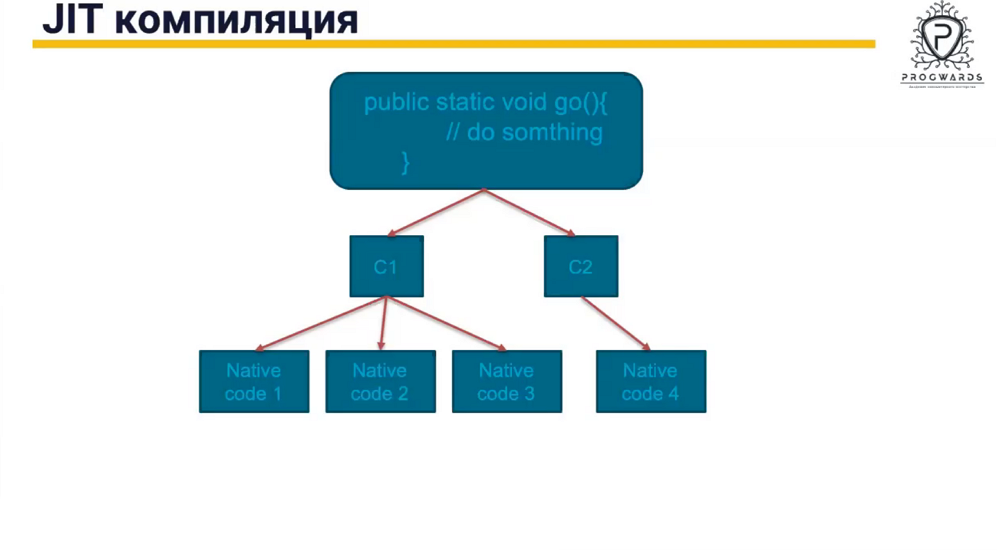 JIT компиляция
P
PROGWARDS
public static void go(){
// do somthing
}
C1
C2
Native
code 1
Native
code 2
Native
code 3
Native
code 4